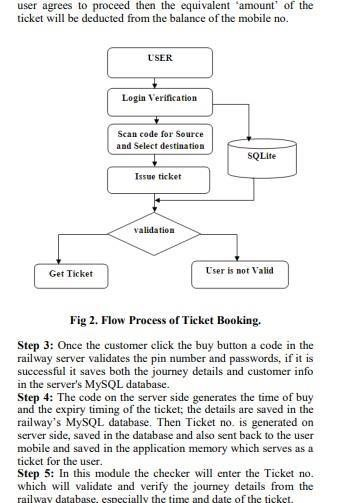 user agrees to proceed then the equivalent ‘amount’ of the
ticket will be deducted from the balance of the mobile no.
USER
Login Verification
Scan code for Source
and Select destination
SQLite
Issue ticket
validation
Get Ticket
User is not Valid
Fig 2. Flow Process of Ticket Booking.
Step 3: Once the customer click the buy button a code in the
railway server validates the pin number and passwords, if it is
successful it saves both the journey details and customer info
in the server's MySQL database.
Step 4: The code on the server side generates the time of buy
and the expiry timing of the ticket; the details are saved in the
railway’s MySQL database. Then Ticket no. is generated on
server side, saved in the database and also sent back to the user
mobile and saved in the application memory which serves as a
ticket for the user.
Step 5: In this module the checker will enter the Ticket no.
which will validate and verify the journey details from the
railway database, especially the time and date of the ticket.